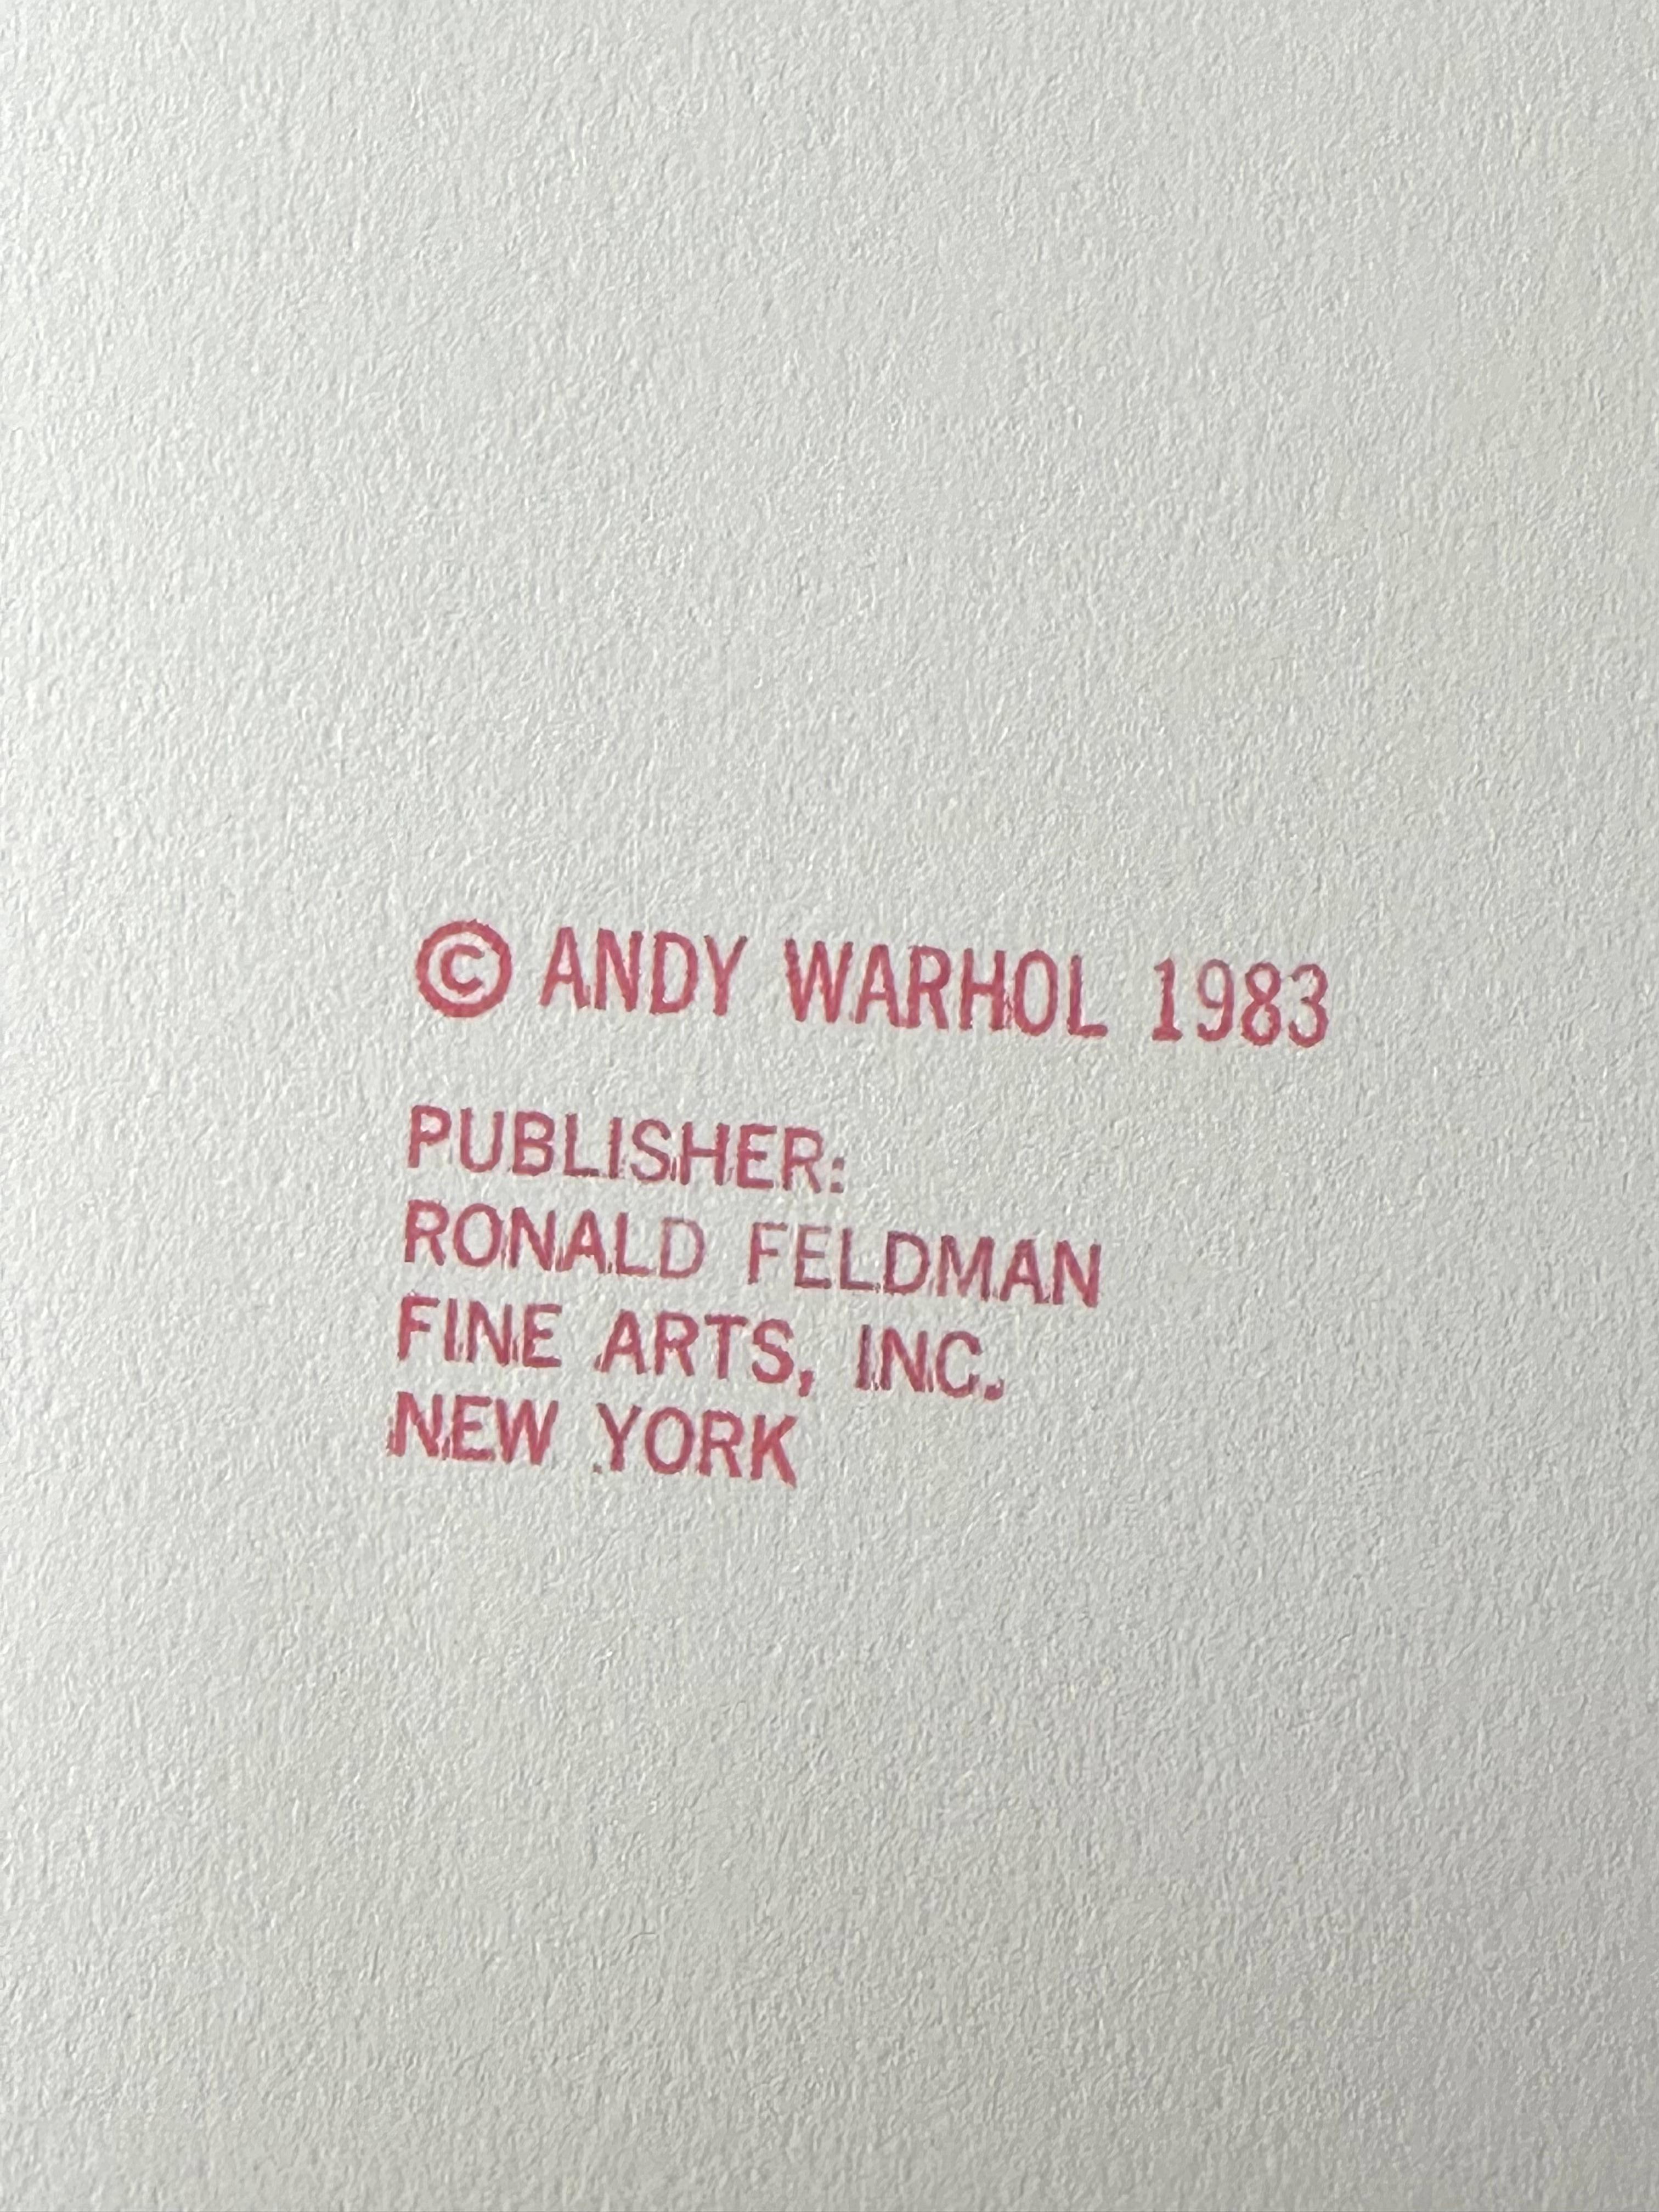 © ANDY WARHOL 1983
PUBLISHER:
RONALD FELDMAN
FINE ARTS, INC.
NEW YORK